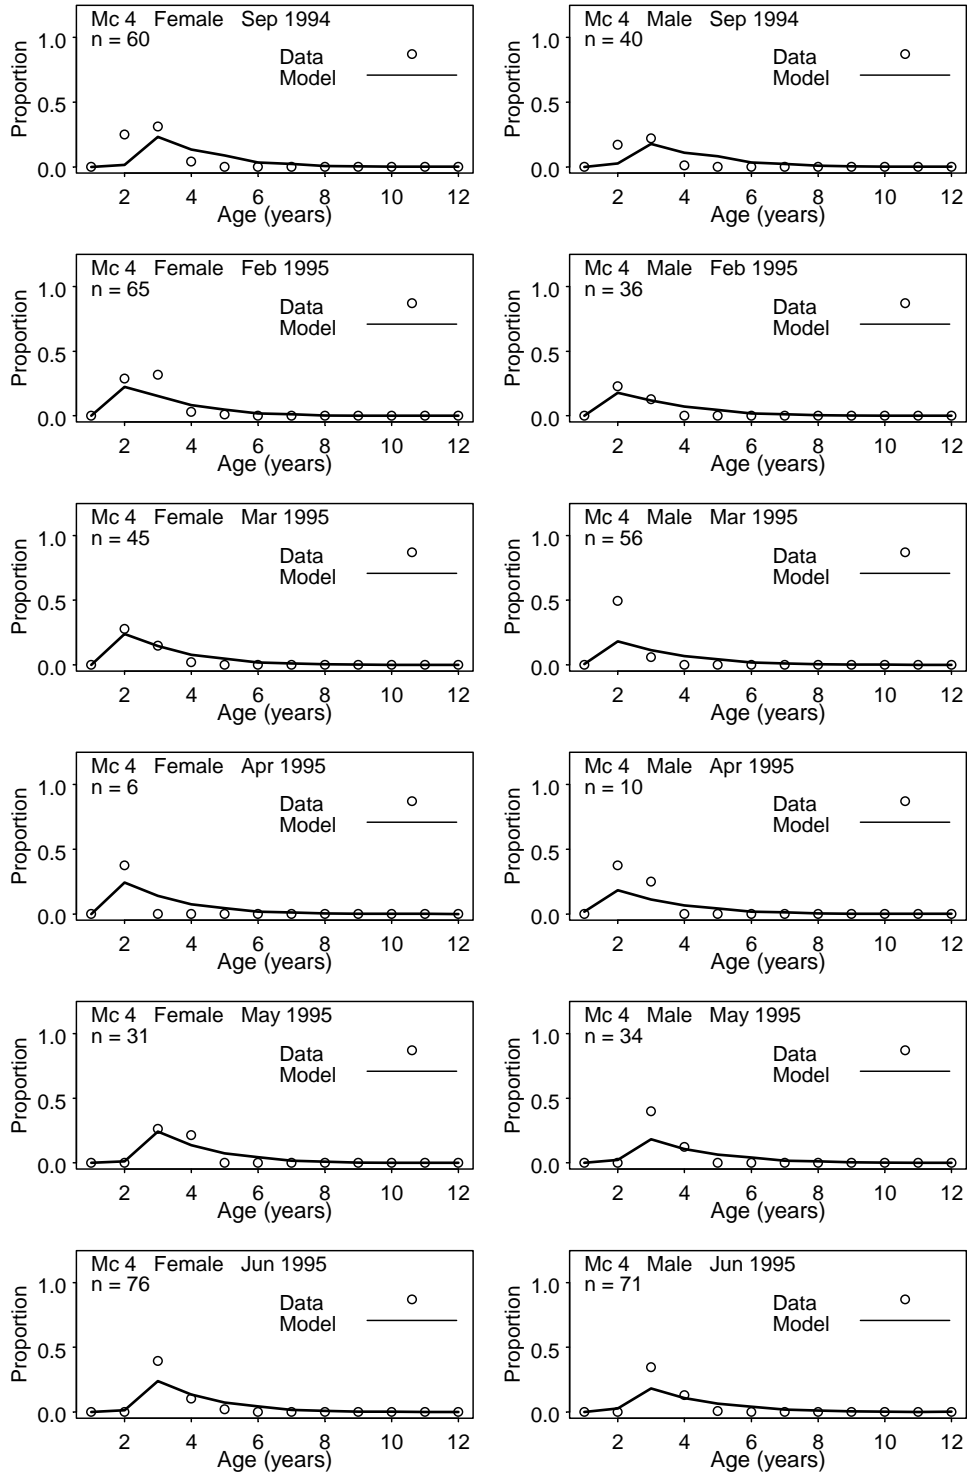 Mc 4 Female Sep 1994
n = 60
Data
Model
Proportion
1.0
0.5
0.0
2 4 6 8 10 12
Age (years)
Mc 4 Male Sep 1994
n = 40
Data
Model
Proportion
1.0
0.5
0.0
2 4 6 8 10 12
Age (years)
Mc 4 Female Feb 1995
n = 65
Data
Model
Proportion
1.0
0.5
0.0
2 4 6 8 10 12
Age (years)
Mc 4 Male Feb 1995
n = 36
Data
Model
Proportion
1.0
0.5
0.0
2 4 6 8 10 12
Age (years)
Mc 4 Female Mar 1995
n = 45
Data
Model
Proportion
1.0
0.5
0.0
2 4 6 8 10 12
Age (years)
Mc 4 Male Mar 1995
n = 56
Data
Model
Proportion
1.0
0.5
0.0
2 4 6 8 10 12
Age (years)
Mc 4 Female Apr 1995
n = 6
Data
Model
Proportion
1.0
0.5
0.0
2 4 6 8 10 12
Age (years)
Mc 4 Male Apr 1995
n = 10
Data
Model
Proportion
1.0
0.5
0.0
2 4 6 8 10 12
Age (years)
Mc 4 Female May 1995
n = 31
Data
Model
Proportion
1.0
0.5
0.0
2 4 6 8 10 12
Age (years)
Mc 4 Male May 1995
n = 34
Data
Model
Proportion
1.0
0.5
0.0
2 4 6 8 10 12
Age (years)
Mc 4 Female Jun 1995
n = 76
Data
Model
Proportion
1.0
0.5
0.0
2 4 6 8 10 12
Age (years)
Mc 4 Male Jun 1995
n = 71
Data
Model
Proportion
1.0
0.5
0.0
2 4 6 8 10 12
Age (years)